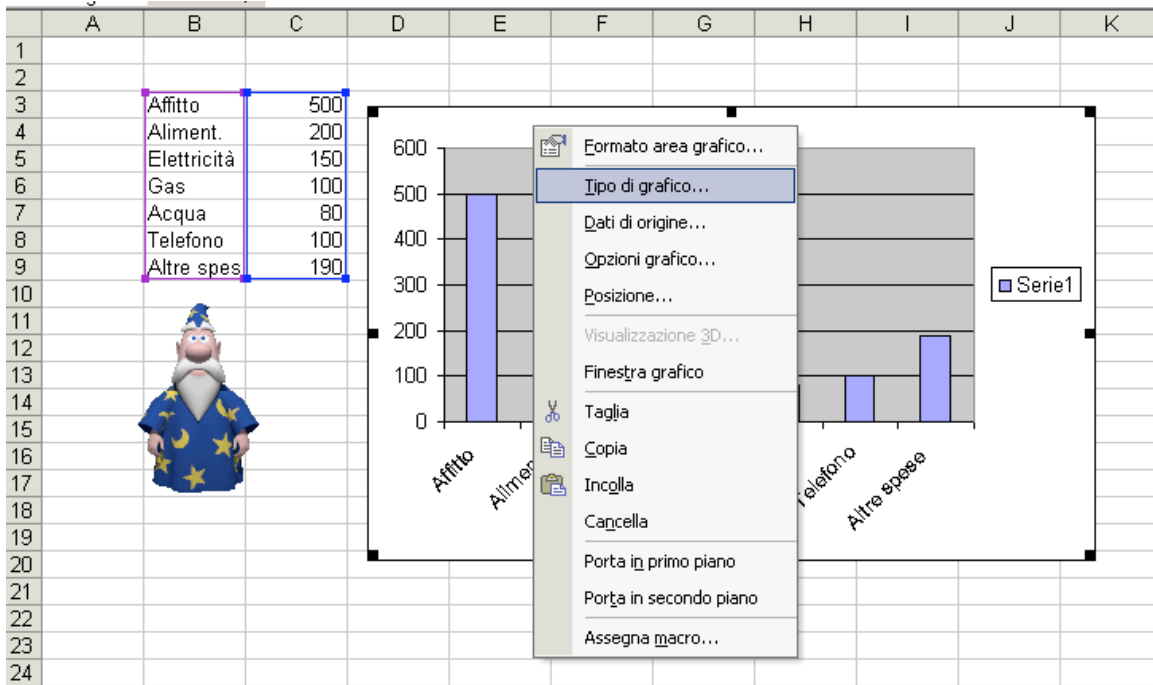 A B C D E F G H I J K
1
2
3 Affitto 500
4 Aliment. 200
5 Elettricità 150
6 Gas 100
7 Acqua 80
8 Telefono 100
9 Altre spes 190
10
11
12
13
14
15
16
17
18
19
20
21
22
23
24
600
500
400
300
200
100
0
Affitto
Alimen
Telefono
Altre spese
Serie1
Formato area grafico...
Tipo di grafico...
Dati di origine...
Opzioni grafico...
Posizione...
Visualizzazione 3D...
Finestra grafico
Taglia
Copia
Incolla
Cancella
Porta in primo piano
Porta in secondo piano
Assegna macro...